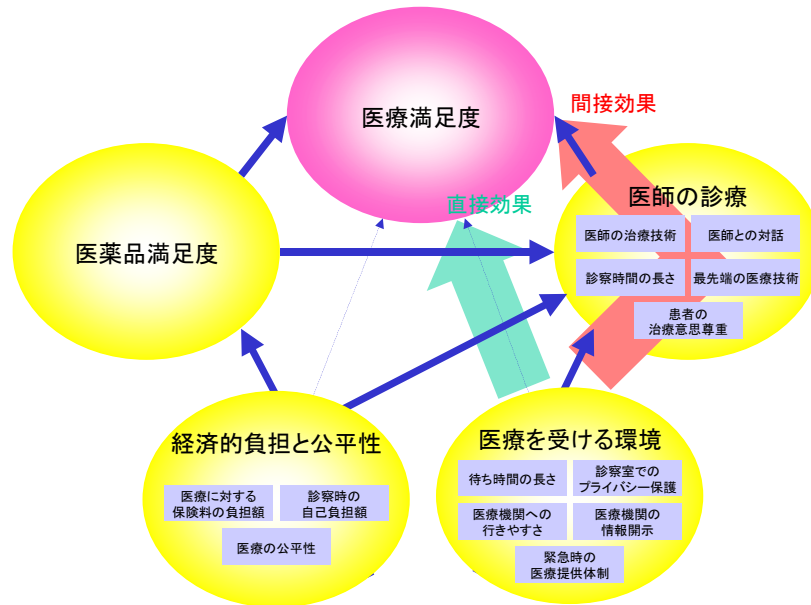 医療満足度
間接効果
直接効果
医薬品満足度
医師の診療
医師の治療技術
医師との対話
診察時間の長さ
最先端の医療技術
患者の
治療意思尊重
経済的負担と公平性
医療に対する
保険料の負担額
診察時の
自己負担額
医療の公平性
医療を受ける環境
待ち時間の長さ
診察室での
プライバシー保護
医療機関への
行きやすさ
医療機関の
情報開示
緊急時の
医療提供体制